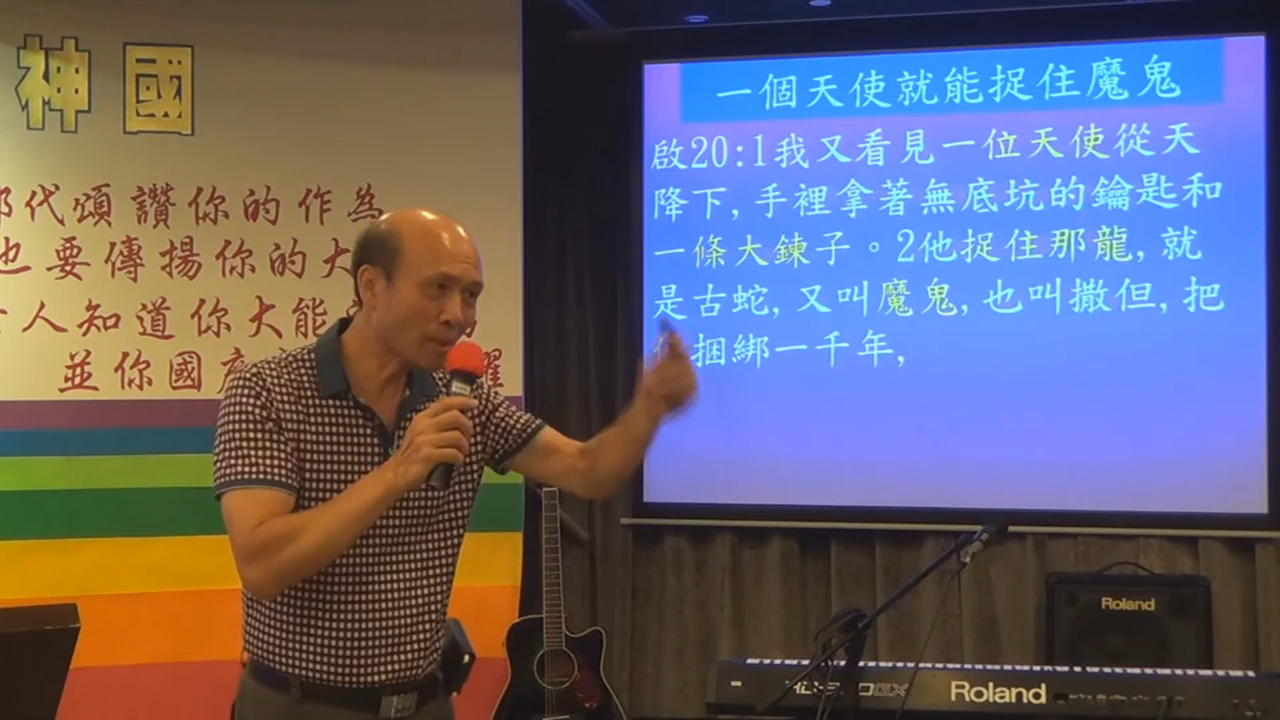 神國
代頌讚你的作為
也要傳揚你的大
人知道你大能
並你國
耀
一個天使就能捉住魔鬼
啟20:1我又看見一位天使從天
降下,手裡拿著無底坑的鑰匙和
一條大鍊子。2他捉住那龍,就
是古蛇,又叫魔鬼,也叫撒但,把
捆綁一千年,
Roland
Roland